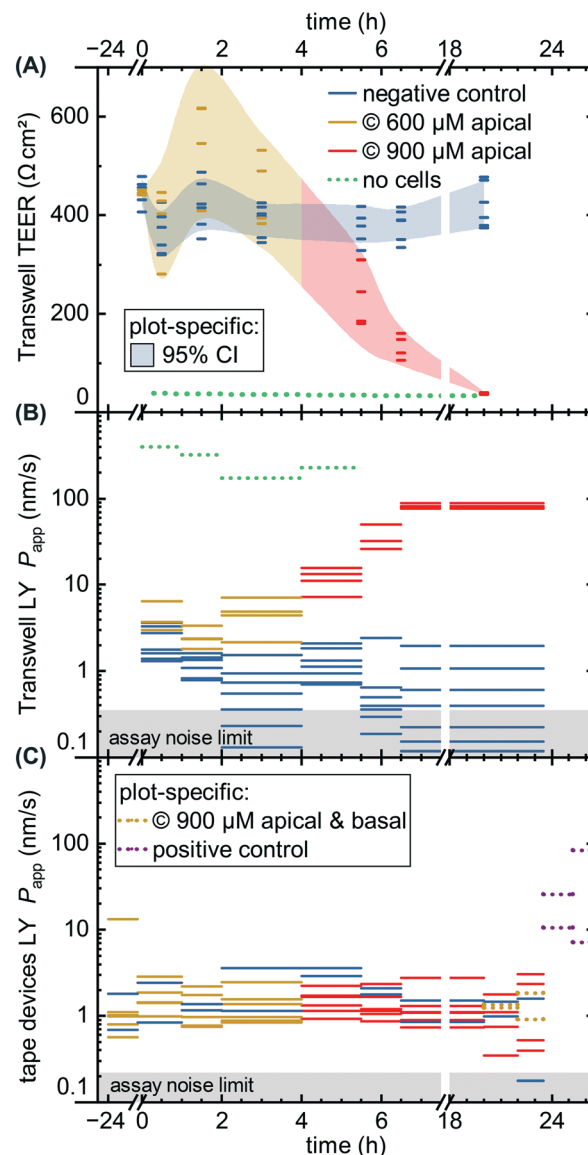 time (h)
−24 0 2 4 6 18 24
(A)
600
400
200
0
Transwell TEER (Ω cm²)
negative control
© 600 µM apical
© 900 µM apical
no cells
plot-specific:
95% CI
(B)
100
10
1
0.1
Transwell LY Papp (nm/s)
assay noise limit
(C)
plot-specific:
© 900 µM apical & basal
positive control
100
10
1
0.1
tape devices LY Papp (nm/s)
assay noise limit
−24 0 2 4 6 18 24
time (h)